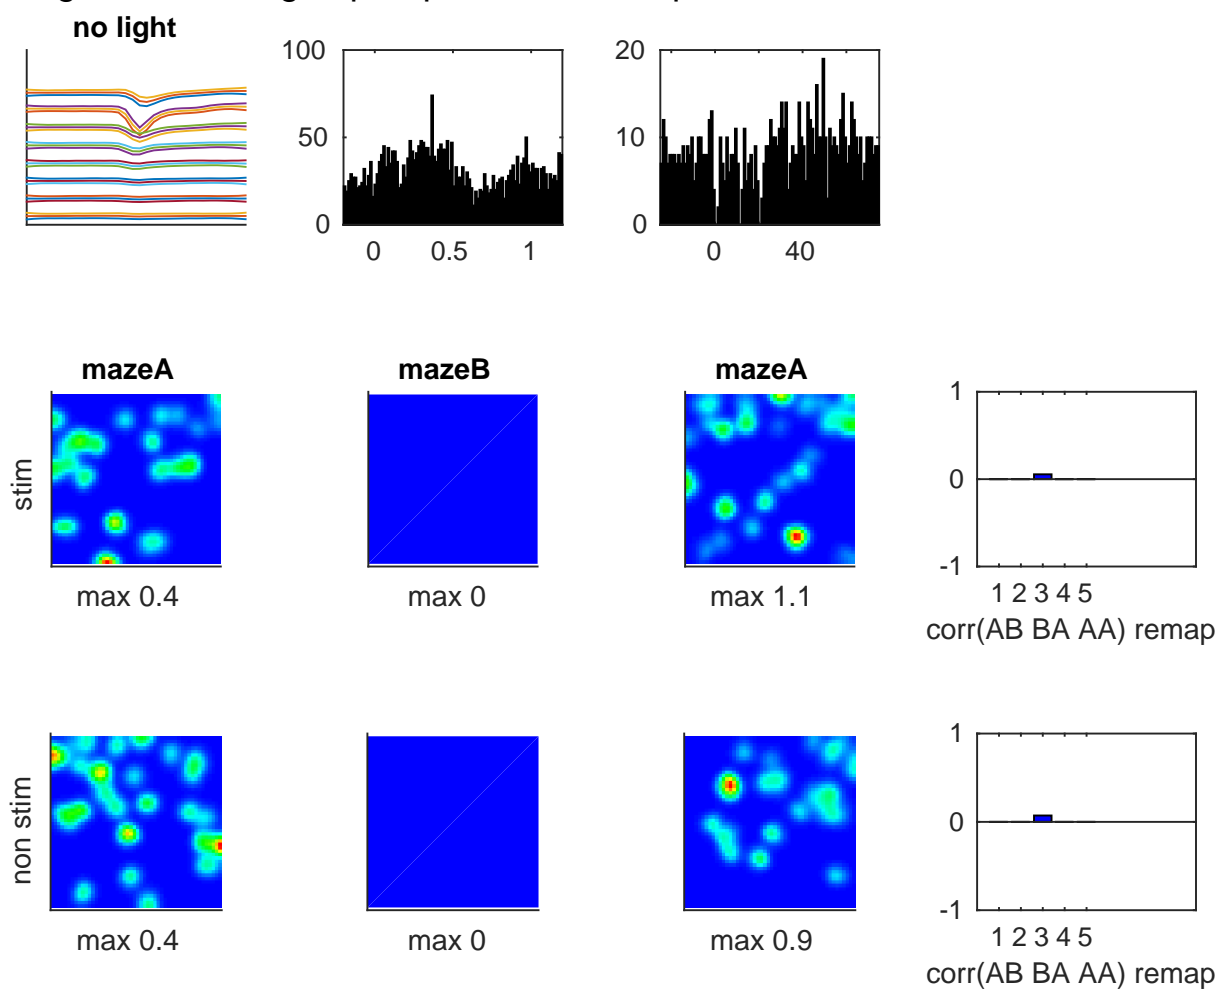 no light
100
50
0
0 0.5 1
20
10
0
0 40
mazeA mazeB mazeA
stim
max 0.4 max 0 max 1.1
1
0
-1
1 2 3 4 5
corr(AB BA AA) remap
non stim
max 0.4 max 0 max 0.9
1
0
-1
1 2 3 4 5
corr(AB BA AA) remap